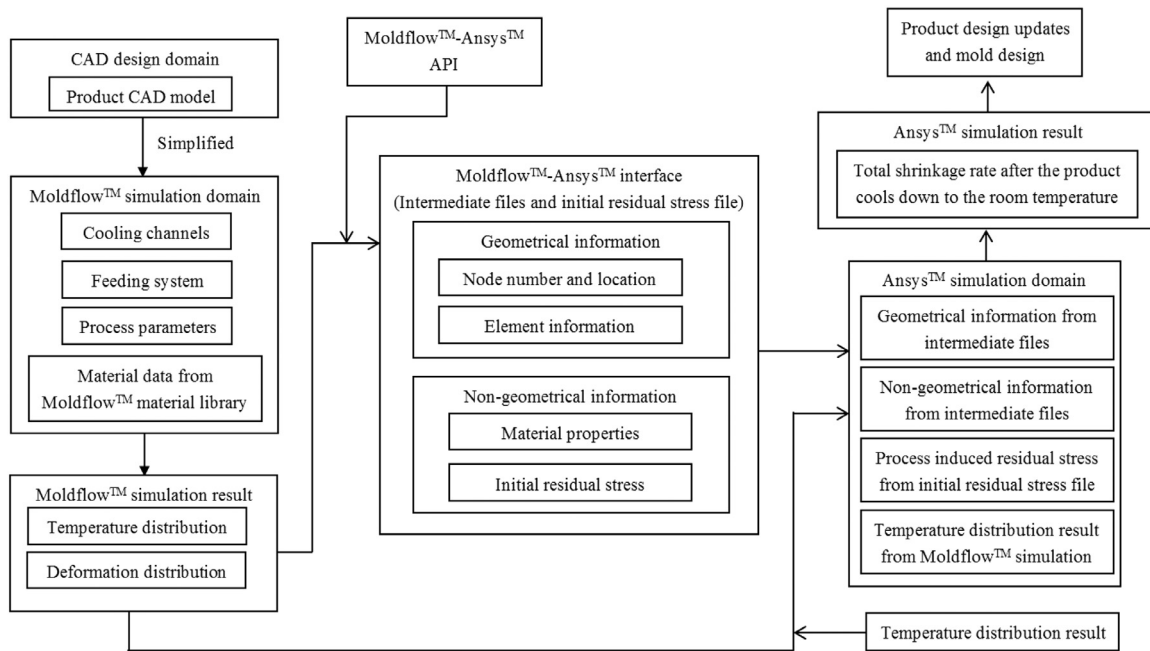 CAD design domain
Product CAD model
Simplified
Moldflow™ simulation domain
Cooling channels
Feeding system
Process parameters
Material data from
Moldflow™ material library
Moldflow™ simulation result
Temperature distribution
Deformation distribution
Moldflow™-Ansys™
API
Moldflow™-Ansys™ interface
(Intermediate files and initial residual stress file)
Geometrical information
Node number and location
Element information
Non-geometrical information
Material properties
Initial residual stress
Product design updates
and mold design
Ansys™ simulation result
Total shrinkage rate after the product
cools down to the room temperature
Ansys™ simulation domain
Geometrical information from
intermediate files
Non-geometrical information
from intermediate files
Process induced residual stress
from initial residual stress file
Temperature distribution result
from Moldflow™ simulation
Temperature distribution result